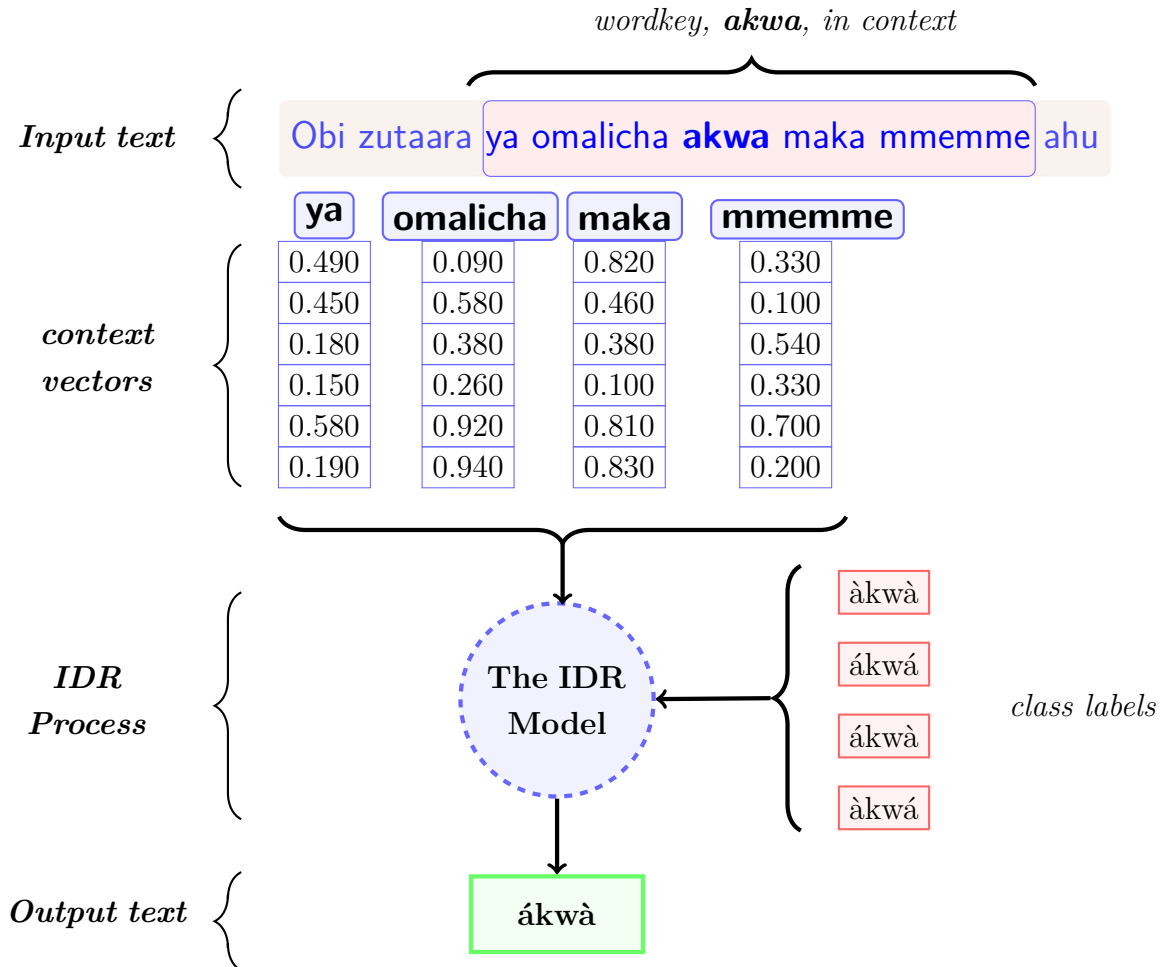 wordkey, akwa, in context
Input text
Obi zutaara ya omalicha akwa maka mmemme ahu
ya omalicha maka mmemme
0.490 0.090 0.820 0.330
0.450 0.580 0.460 0.100
context
vectors
0.180 0.380 0.380 0.540
0.150 0.260 0.100 0.330
0.580 0.920 0.810 0.700
0.190 0.940 0.830 0.200
IDR
Process
The IDR
Model
àkwà
ákwá
ákwà
àkwá
class labels
Output text
ákwà